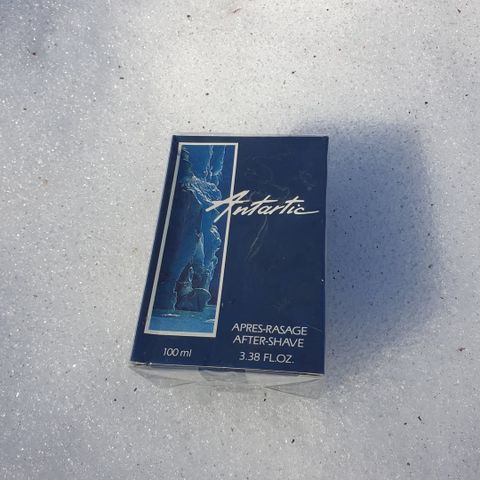 Antartic
APRES-RASAGE
AFTER-SHAVE
100 ml 3.38 FL.OZ.